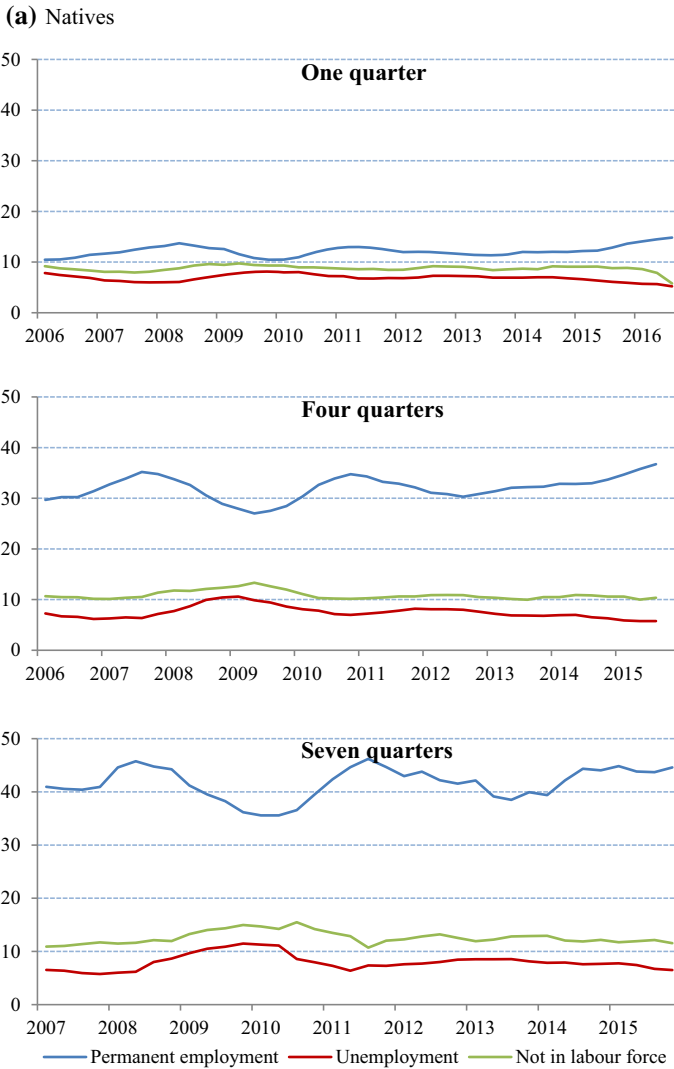 (a) Natives
One quarter
50
40
30
20
10
0
2006 2007 2008 2009 2010 2011 2012 2013 2014 2015 2016
Four quarters
50
40
30
20
10
0
2006 2007 2008 2009 2010 2011 2012 2013 2014 2015
Seven quarters
50
40
30
20
10
0
2007 2008 2009 2010 2011 2012 2013 2014 2015
Permanent employment Unemployment Not in labour force